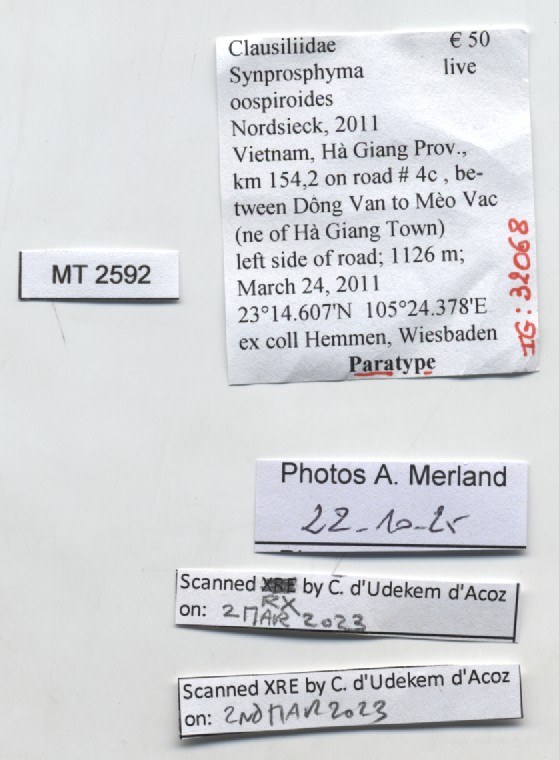 Clausiliidae € 50
Synprosphyma live
oospiroides
Nordsieck, 2011
Vietnam, Hà Giang Prov.,
km 154,2 on road # 4c , be-
tween Dông Van to Mèo Vac
(ne of Hà Giang Town)
left side of road; 1126 m;
March 24, 2011
23°14.607'N 105°24.378'E
ex coll Hemmen, Wiesbaden
Paratype
IG: 32068
MT 2592
Photos A. Merland
22-10-25
Scanned XRE by C. d'Udekem d'Acoz
RX
on: 2 MAR 2023
Scanned XRE by C. d'Udekem d'Acoz
on: 2ND MAR 2023